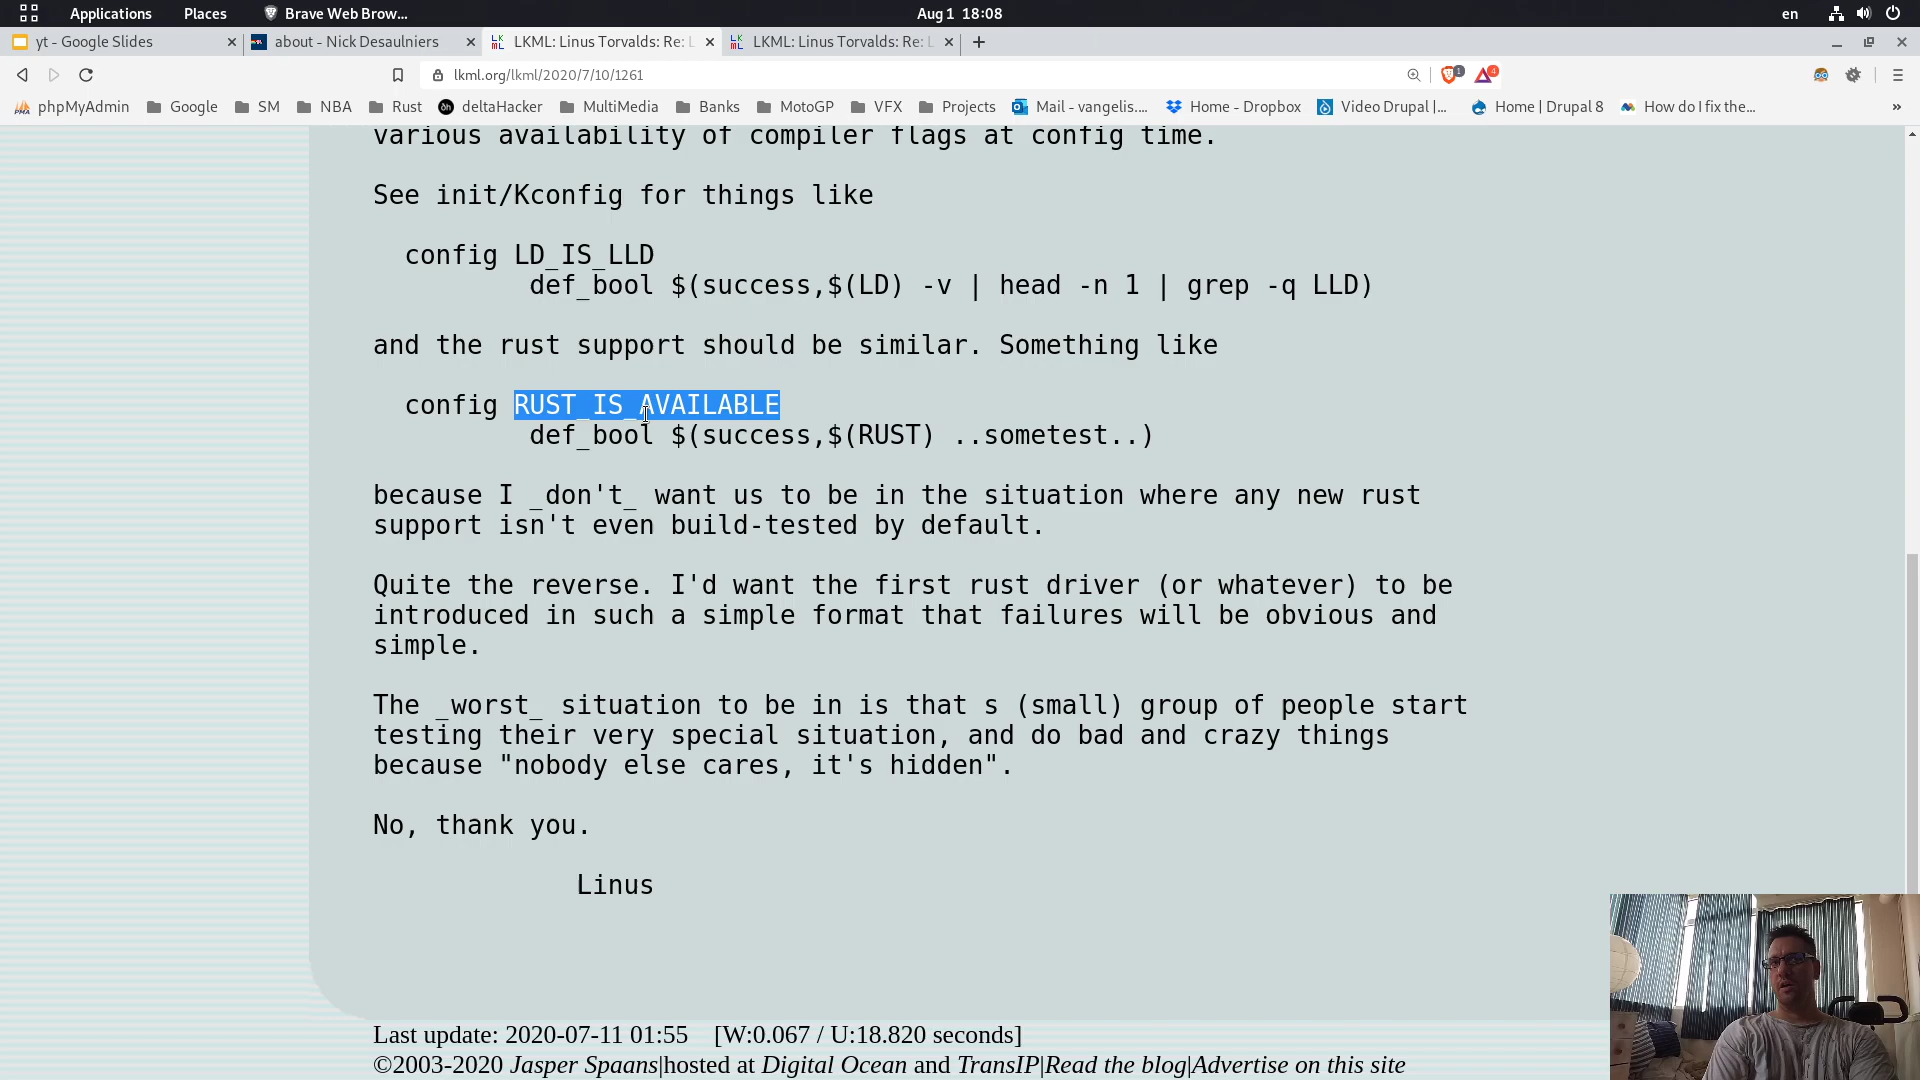 Applications Places Brave Web Brow... Aug 1 18:08 en
yt - Google Slides about - Nick Desaulniers LKML: Linus Torvalds: Re: L LKML: Linus Torvalds: Re: L
lkml.org/lkml/2020/7/10/1261 1 4
phpMyAdmin Google SM NBA Rust deltaHacker MultiMedia Banks MotoGP VFX Projects Mail - vangelis.... Home - Dropbox Video Drupal |... Home | Drupal 8 How do I fix the... »
various availability of compiler flags at config time.
See init/Kconfig for things like
config LD_IS_LLD
def_bool $(success,$(LD) -v | head -n 1 | grep -q LLD)
and the rust support should be similar. Something like
config RUST_IS_AVAILABLE
def_bool $(success,$(RUST) ..sometest..)
because I _don't_ want us to be in the situation where any new rust
support isn't even build-tested by default.
Quite the reverse. I'd want the first rust driver (or whatever) to be
introduced in such a simple format that failures will be obvious and
simple.
The _worst_ situation to be in is that s (small) group of people start
testing their very special situation, and do bad and crazy things
because "nobody else cares, it's hidden".
No, thank you.
Linus
Last update: 2020-07-11 01:55 [W:0.067 / U:18.820 seconds]
©2003-2020 Jasper Spaans|hosted at Digital Ocean and TransIP|Read the blog|Advertise on this site